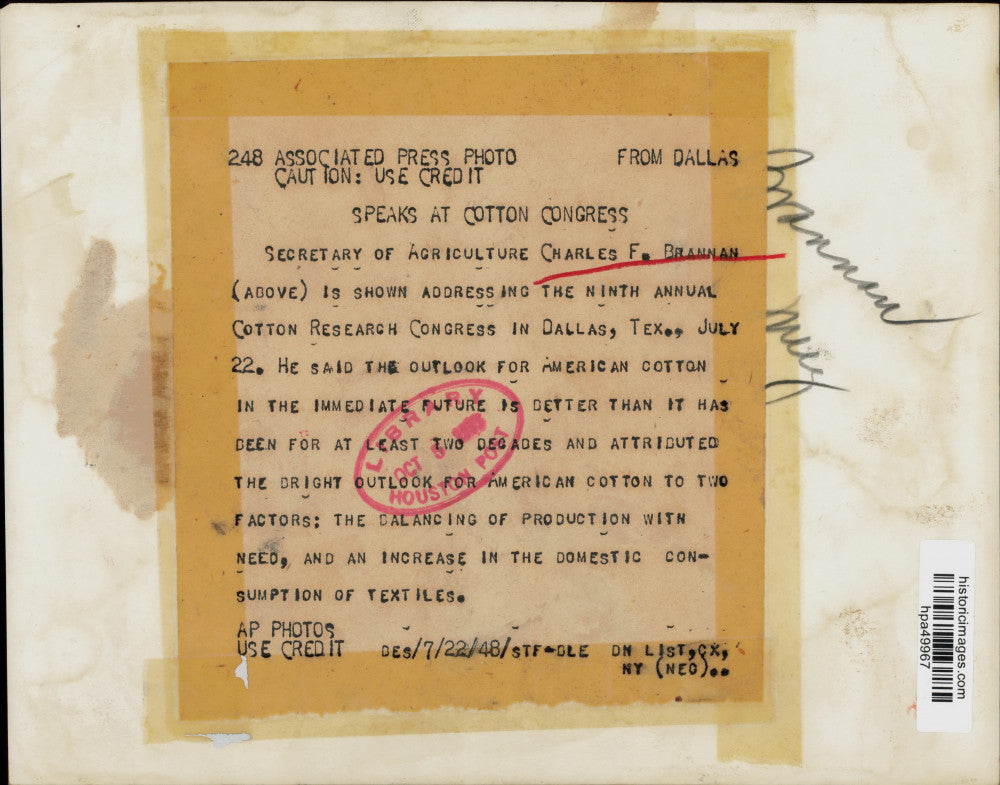 248 ASSOCIATED PRESS PHOTO FROM DALLAS
CAUTION: USE CREDIT
SPEAKS AT COTTON CONGRESS
SECRETARY OF AGRICULTURE CHARLES F. BRANNAN
(ABOVE) IS SHOWN ADDRESSING THE NINTH ANNUAL
COTTON RESEARCH CONGRESS IN DALLAS, TEX., JULY
22. HE SAID THE OUTLOOK FOR AMERICAN COTTON
IN THE IMMEDIATE FUTURE IS BETTER THAN IT HAS
BEEN FOR AT LEAST TWO DECADES AND ATTRIBUTED
THE BRIGHT OUTLOOK FOR AMERICAN COTTON TO TWO
FACTORS: THE BALANCING OF PRODUCTION WITH
NEED, AND AN INCREASE IN THE DOMESTIC CON-
SUMPTION OF TEXTILES.
AP PHOTOS
USE CREDIT DES/7/22/48/STF-BLE ON LIST,CX,
NY (NEG)..
LIBRARY
OCT
HOUSTON POST
Brannan
historicimages.com
hpa49967